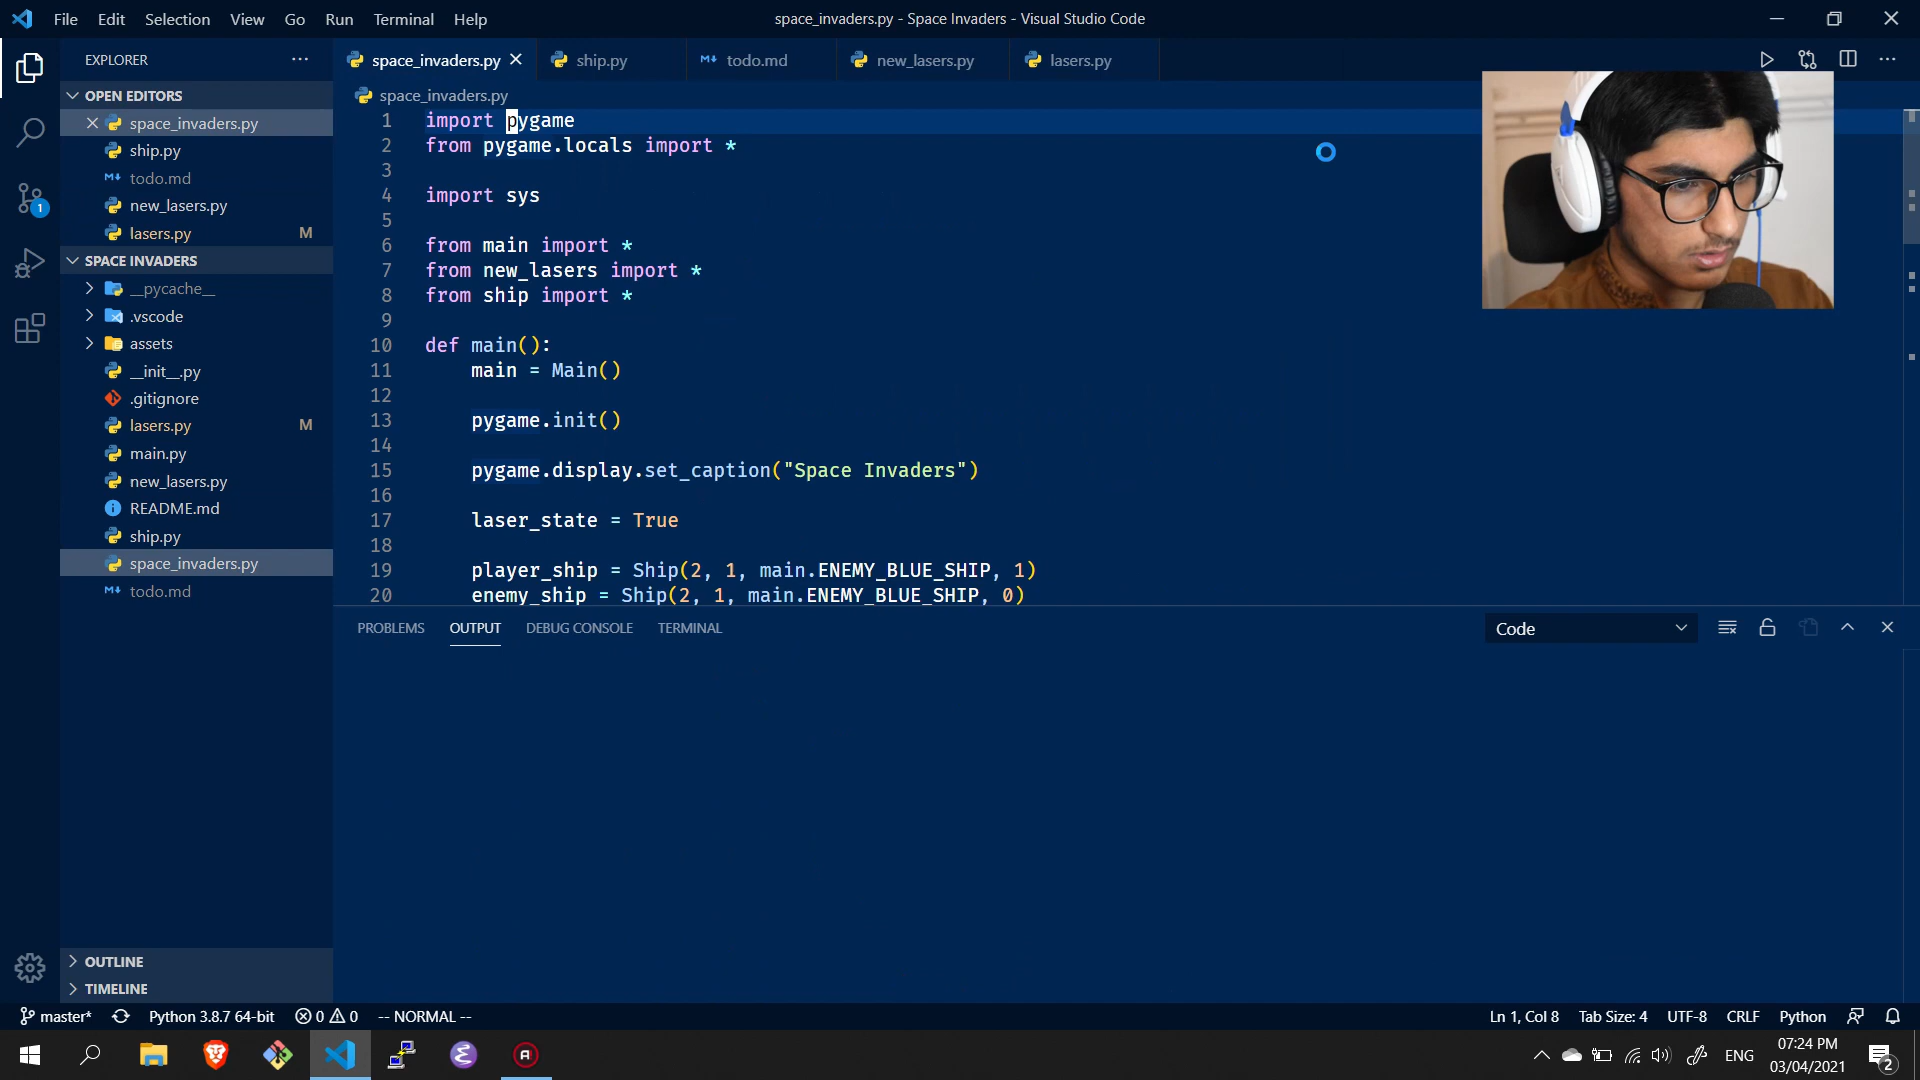 File Edit Selection View Go Run Terminal Help
space_invaders.py - Space Invaders - Visual Studio Code
EXPLORER
OPEN EDITORS
space_invaders.py
ship.py
todo.md
new_lasers.py
lasers.py M
SPACE INVADERS
__pycache__
.vscode
assets
__init__.py
.gitignore
lasers.py M
main.py
new_lasers.py
README.md
ship.py
space_invaders.py
todo.md
OUTLINE
TIMELINE
1
space_invaders.py ship.py todo.md new_lasers.py lasers.py
space_invaders.py
1 import pygame
2 from pygame.locals import *
3
4 import sys
5
6 from main import *
7 from new_lasers import *
8 from ship import *
9
10 def main():
11 main = Main()
12
13 pygame.init()
14
15 pygame.display.set_caption("Space Invaders")
16
17 laser_state = True
18
19 player_ship = Ship(2, 1, main.ENEMY_BLUE_SHIP, 1)
20 enemy_ship = Ship(2, 1, main.ENEMY_BLUE_SHIP, 0)
PROBLEMS OUTPUT DEBUG CONSOLE TERMINAL
Code
master* Python 3.8.7 64-bit 0 0 -- NORMAL --
Ln 1, Col 8 Tab Size: 4 UTF-8 CRLF Python
ENG
07:24 PM
03/04/2021
2